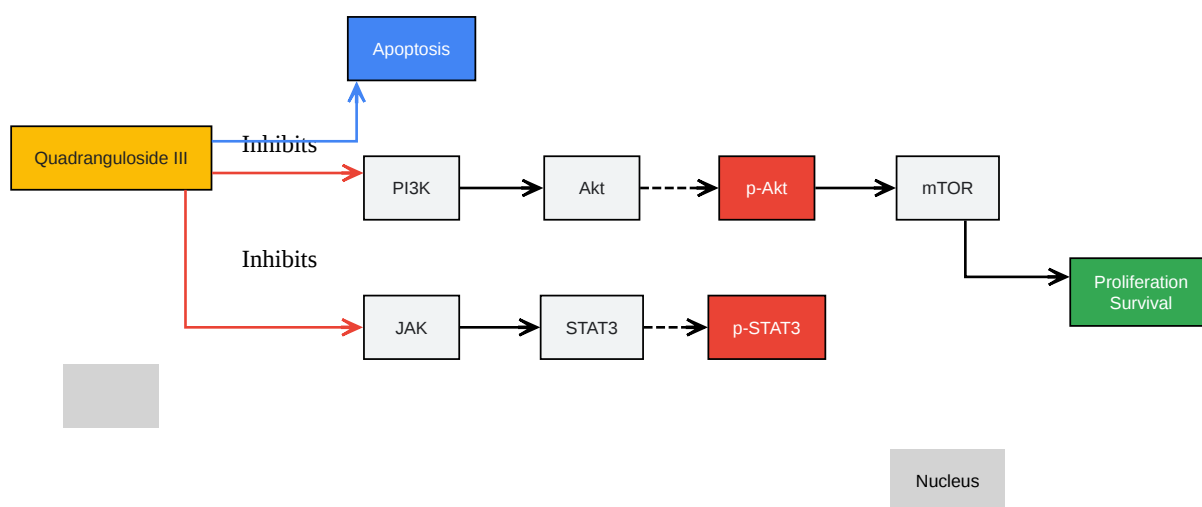 Apoptosis
Inhibits
Quadranguloside III
PI3K
Akt
p-Akt
mTOR
Inhibits
Proliferation
Survival
JAK
STAT3
p-STAT3
Nucleus